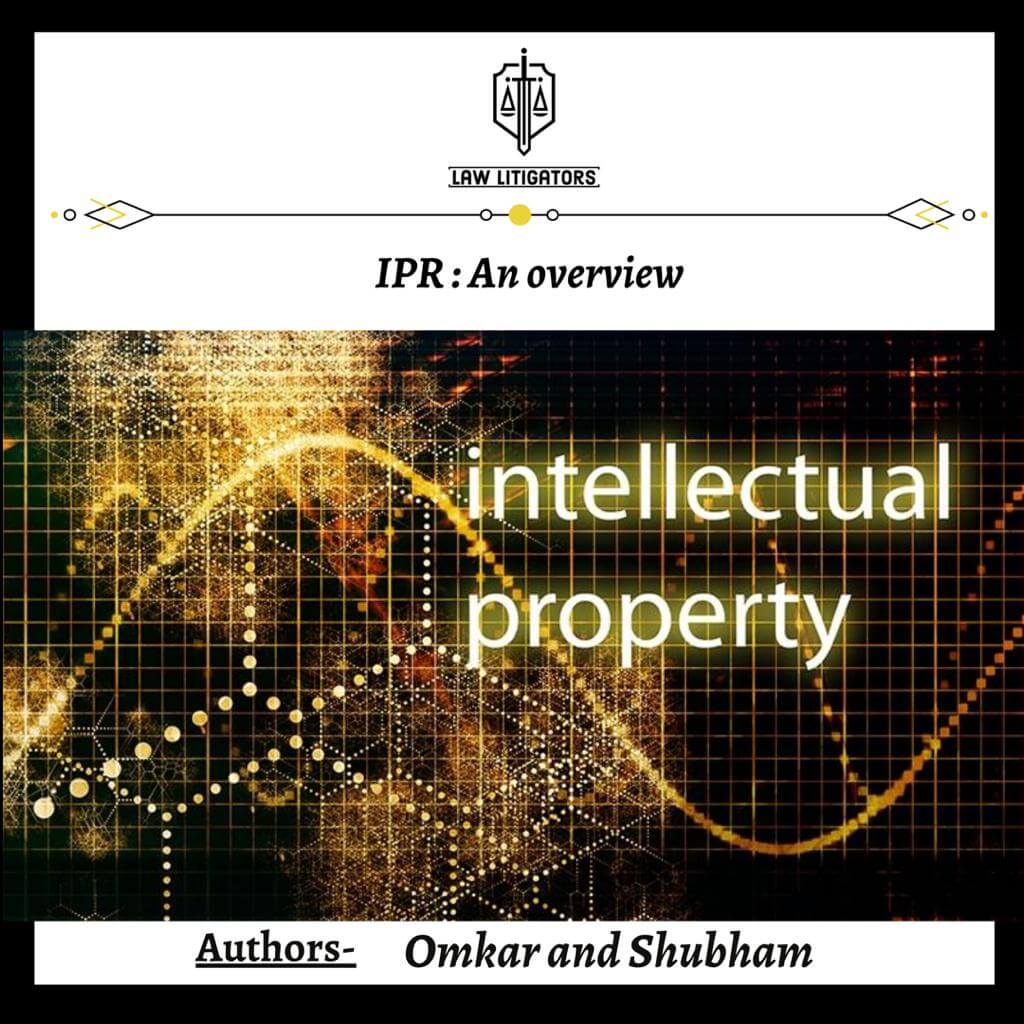 LAW LITIGATORS
IPR : An overview
intellectual
property
Authors- Omkar and Shubham